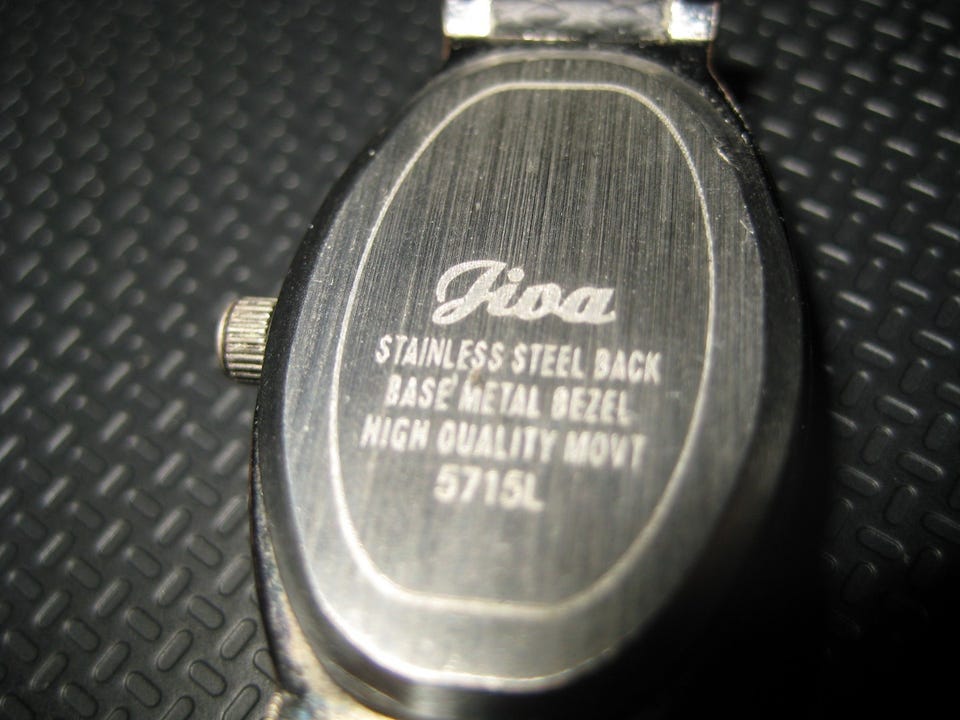 Jiva
STAINLESS STEEL BACK
BASE METAL BEZEL
HIGH QUALITY MOVT
5715L